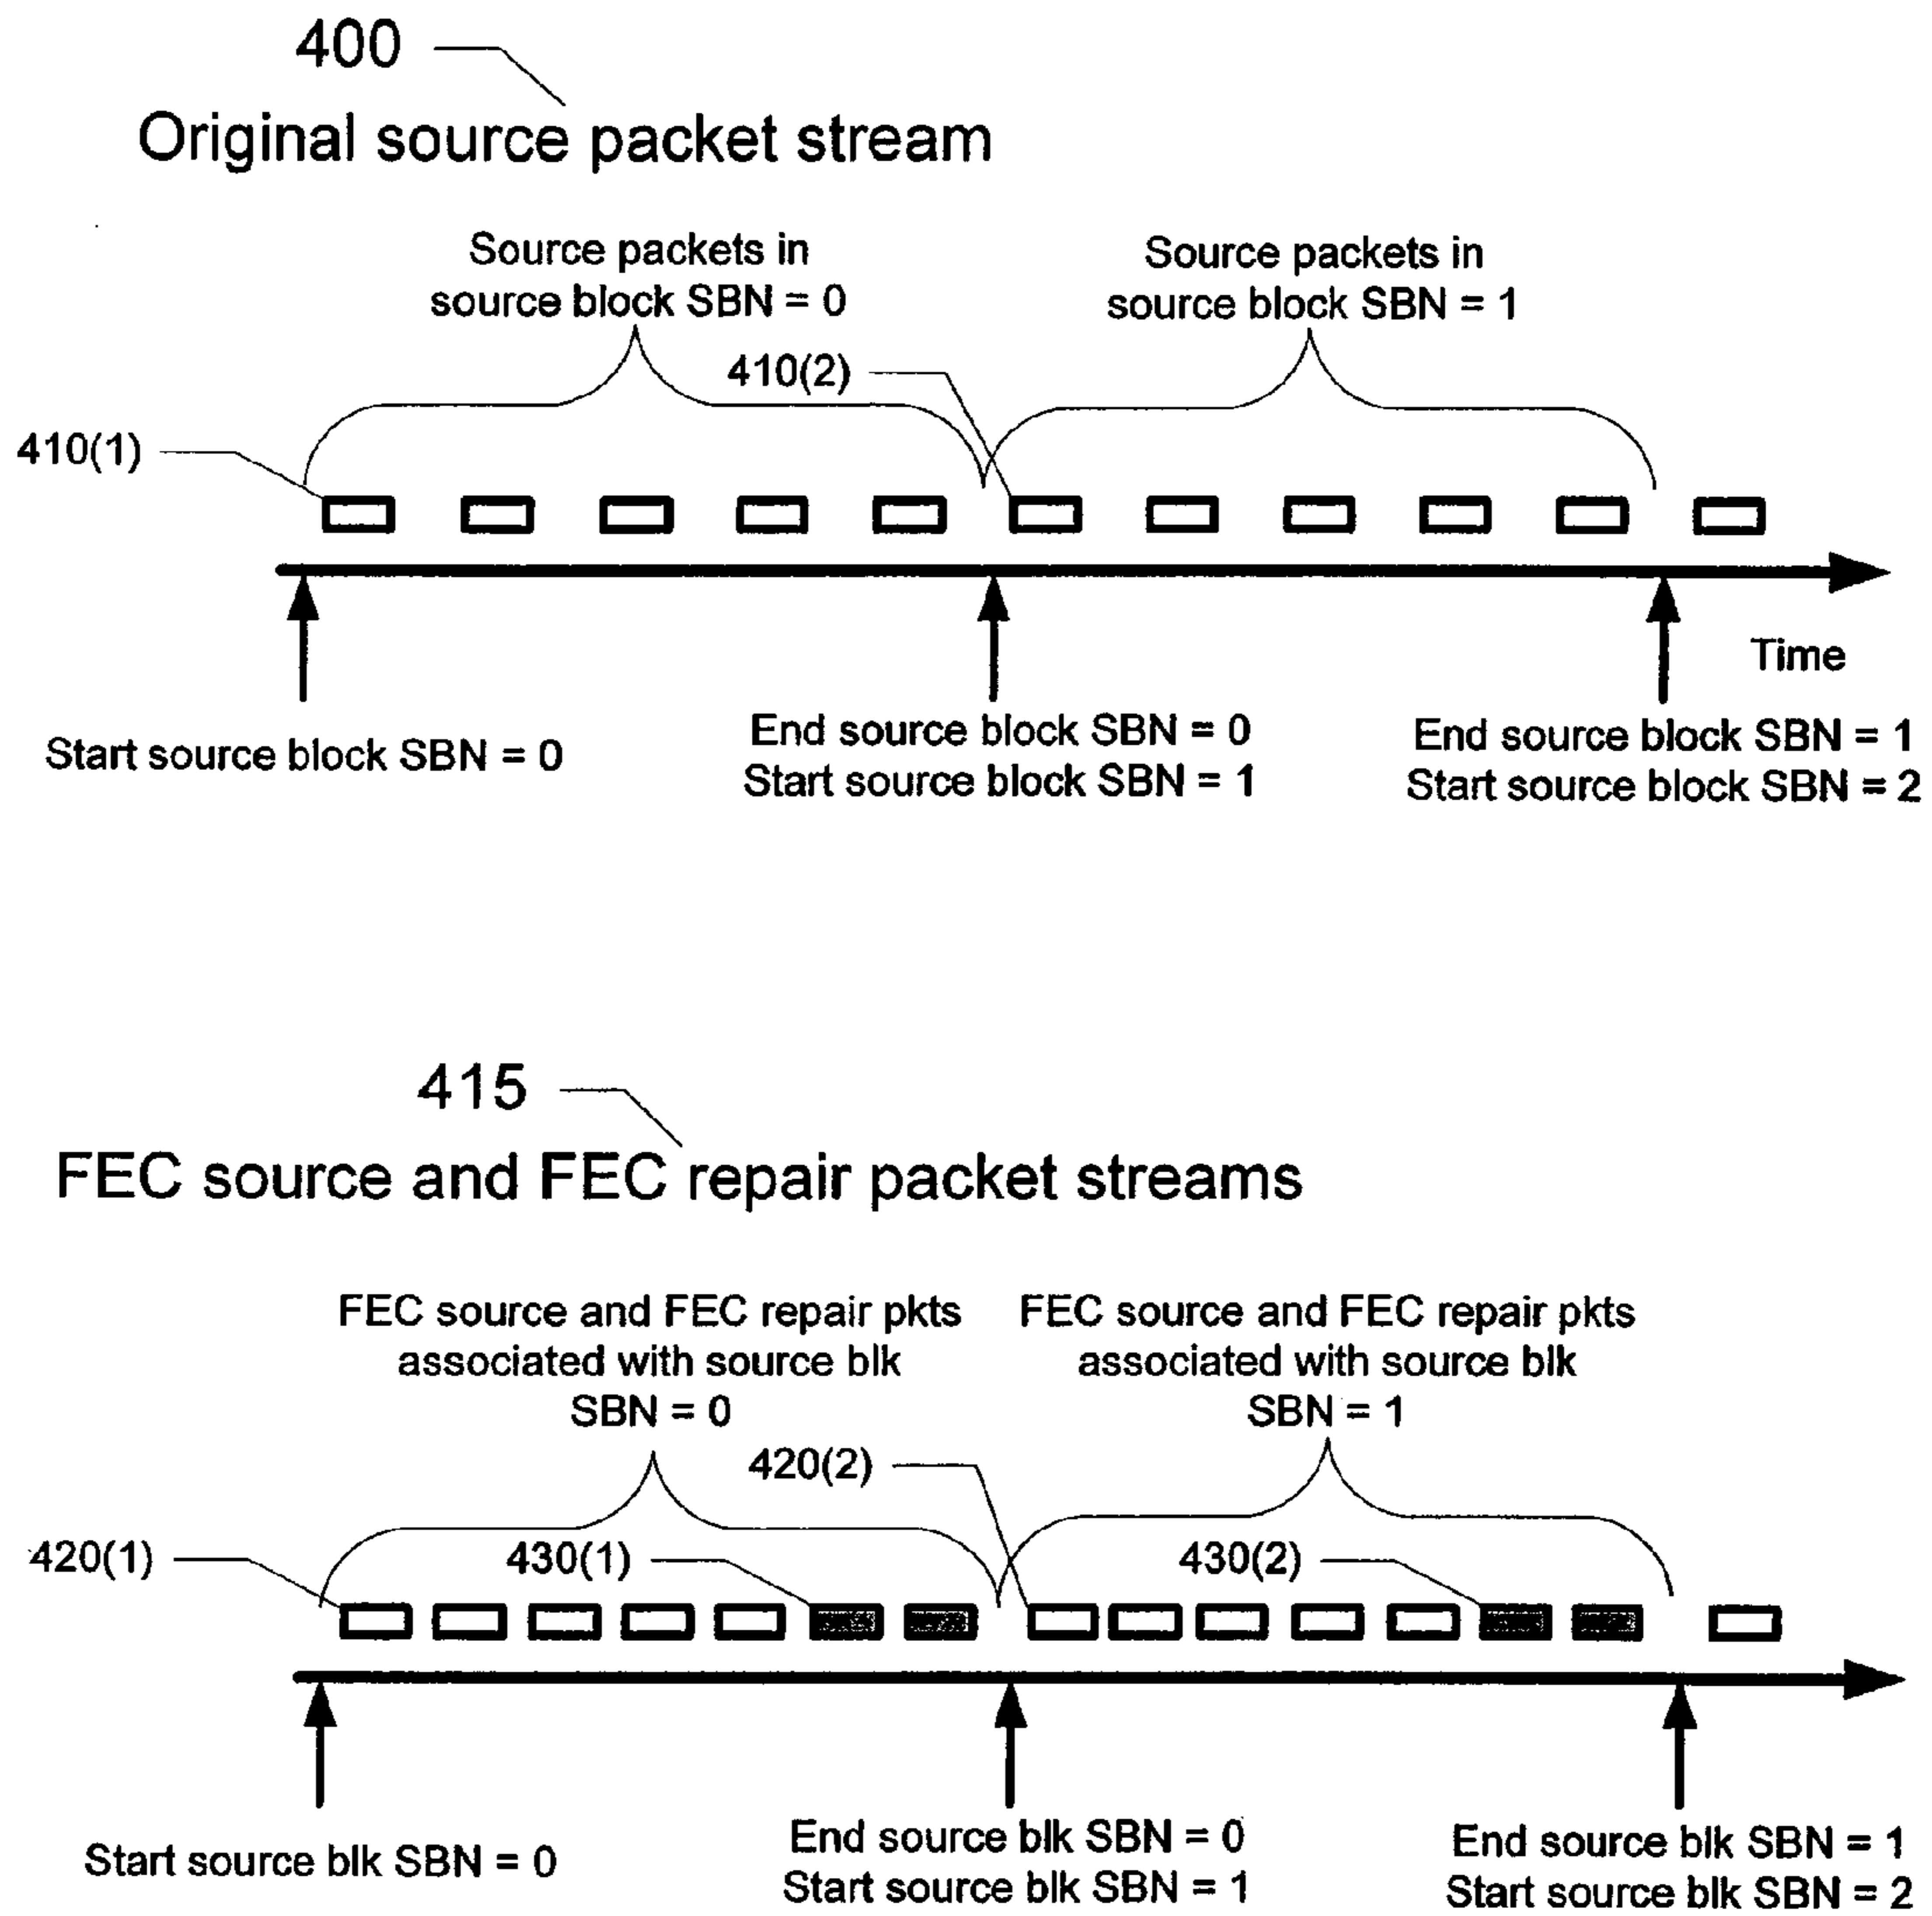 400
Original source packet stream
Source packets in
source block SBN = 0
Source packets in
source block SBN = 1
410(2)
410(1)
Time
Start source block SBN = 0
End source block SBN = 0
Start source block SBN = 1
End source block SBN = 1
Start source block SBN = 2
415
FEC source and FEC repair packet streams
FEC source and FEC repair pkts
associated with source blk
SBN = 0
FEC source and FEC repair pkts
associated with source blk
SBN = 1
420(2)
420(1)
430(1)
430(2)
Start source blk SBN = 0
End source blk SBN = 0
Start source blk SBN = 1
End source blk SBN = 1
Start source blk SBN = 2